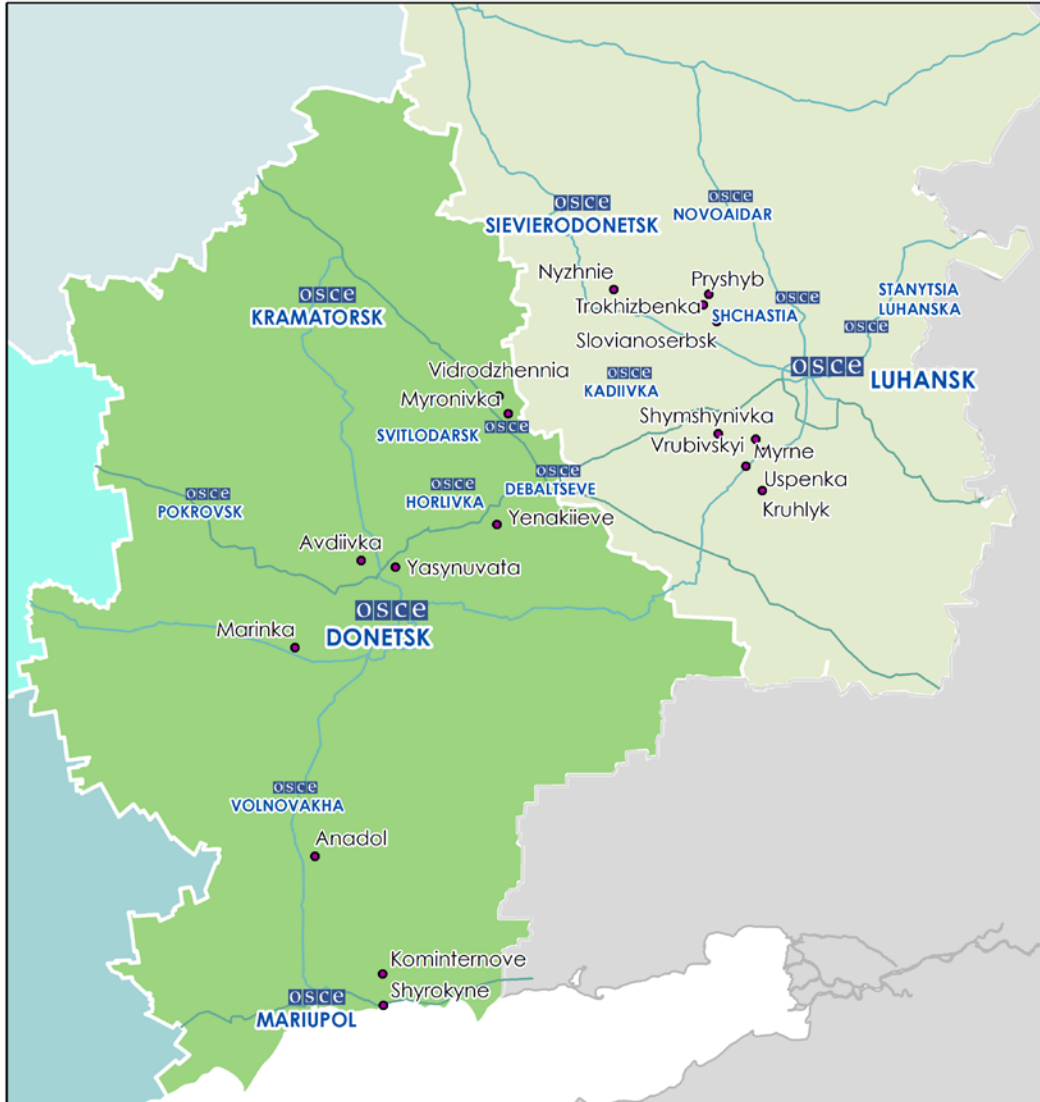 osce
NOVOAIDAR
osce
SIEVIERODONETSK
Nyzhnie
Pryshyb
osce
KRAMATORSK
Trokhizbenka
osce
SHCHASTIA
STANYTSIA
LUHANSKA
osce
Slovianoserbsk
osce
LUHANSK
Vidrodzhennia
osce
KADIIVKA
Myronivka
osce
SVITLODARSK
Shymshynivka
Vrubivskyi
Myrne
Uspenka
Kruhlyk
osce
POKROVSK
osce
HORLIVKA
osce
DEBALTSEVE
Yenakiieve
Avdiivka
Yasynuvata
osce
DONETSK
Marinka
osce
VOLNOVAKHA
Anadol
Kominternove
Shyrokyne
osce
MARIUPOL